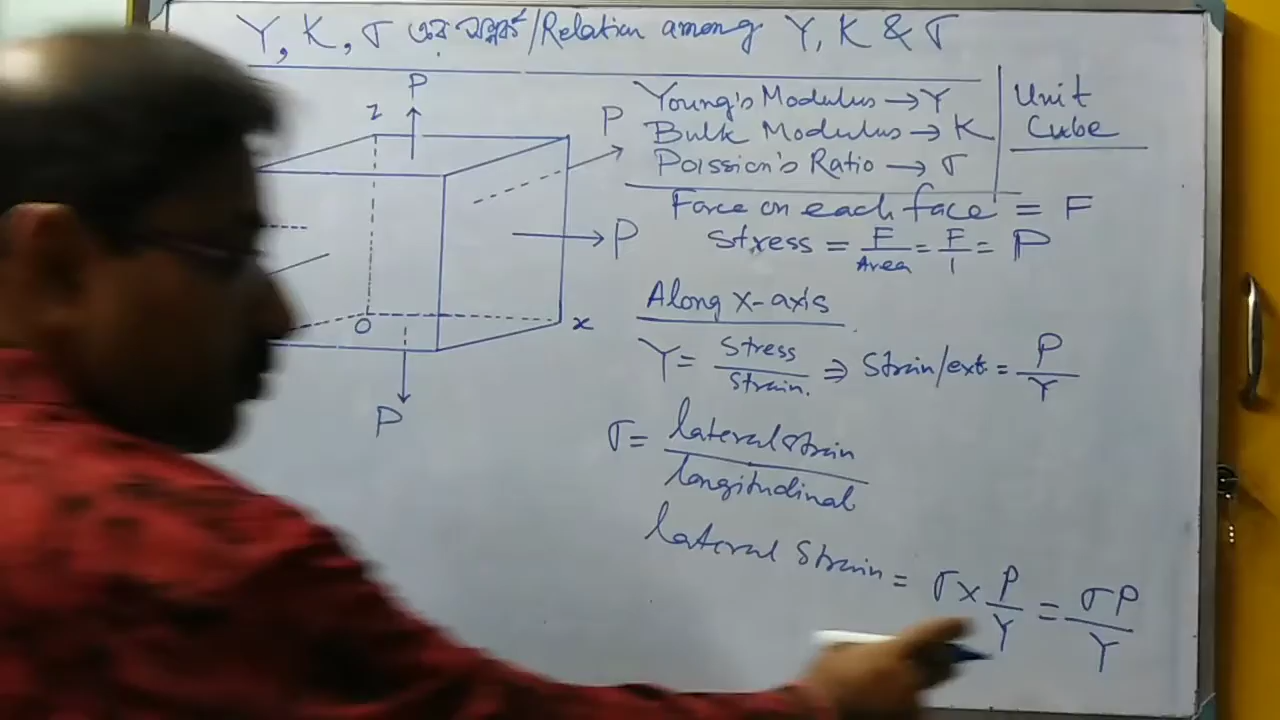 Y, K, σ এর সম্পর্ক/Relation among Y, K & σ
Young's Modulus → Y
Bulk Modulus → K
Poission's Ratio → σ
Unit
Cube
P
z
P
P
O
x
P
Force on each face = F
Stress = F/Area = F/1 = P
Along X-axis
Y = Stress/Strain. ⇒ Strain/ext = P/Y
σ = lateral strain/longitudinal
lateral Strain = σ × P/Y = σP/Y